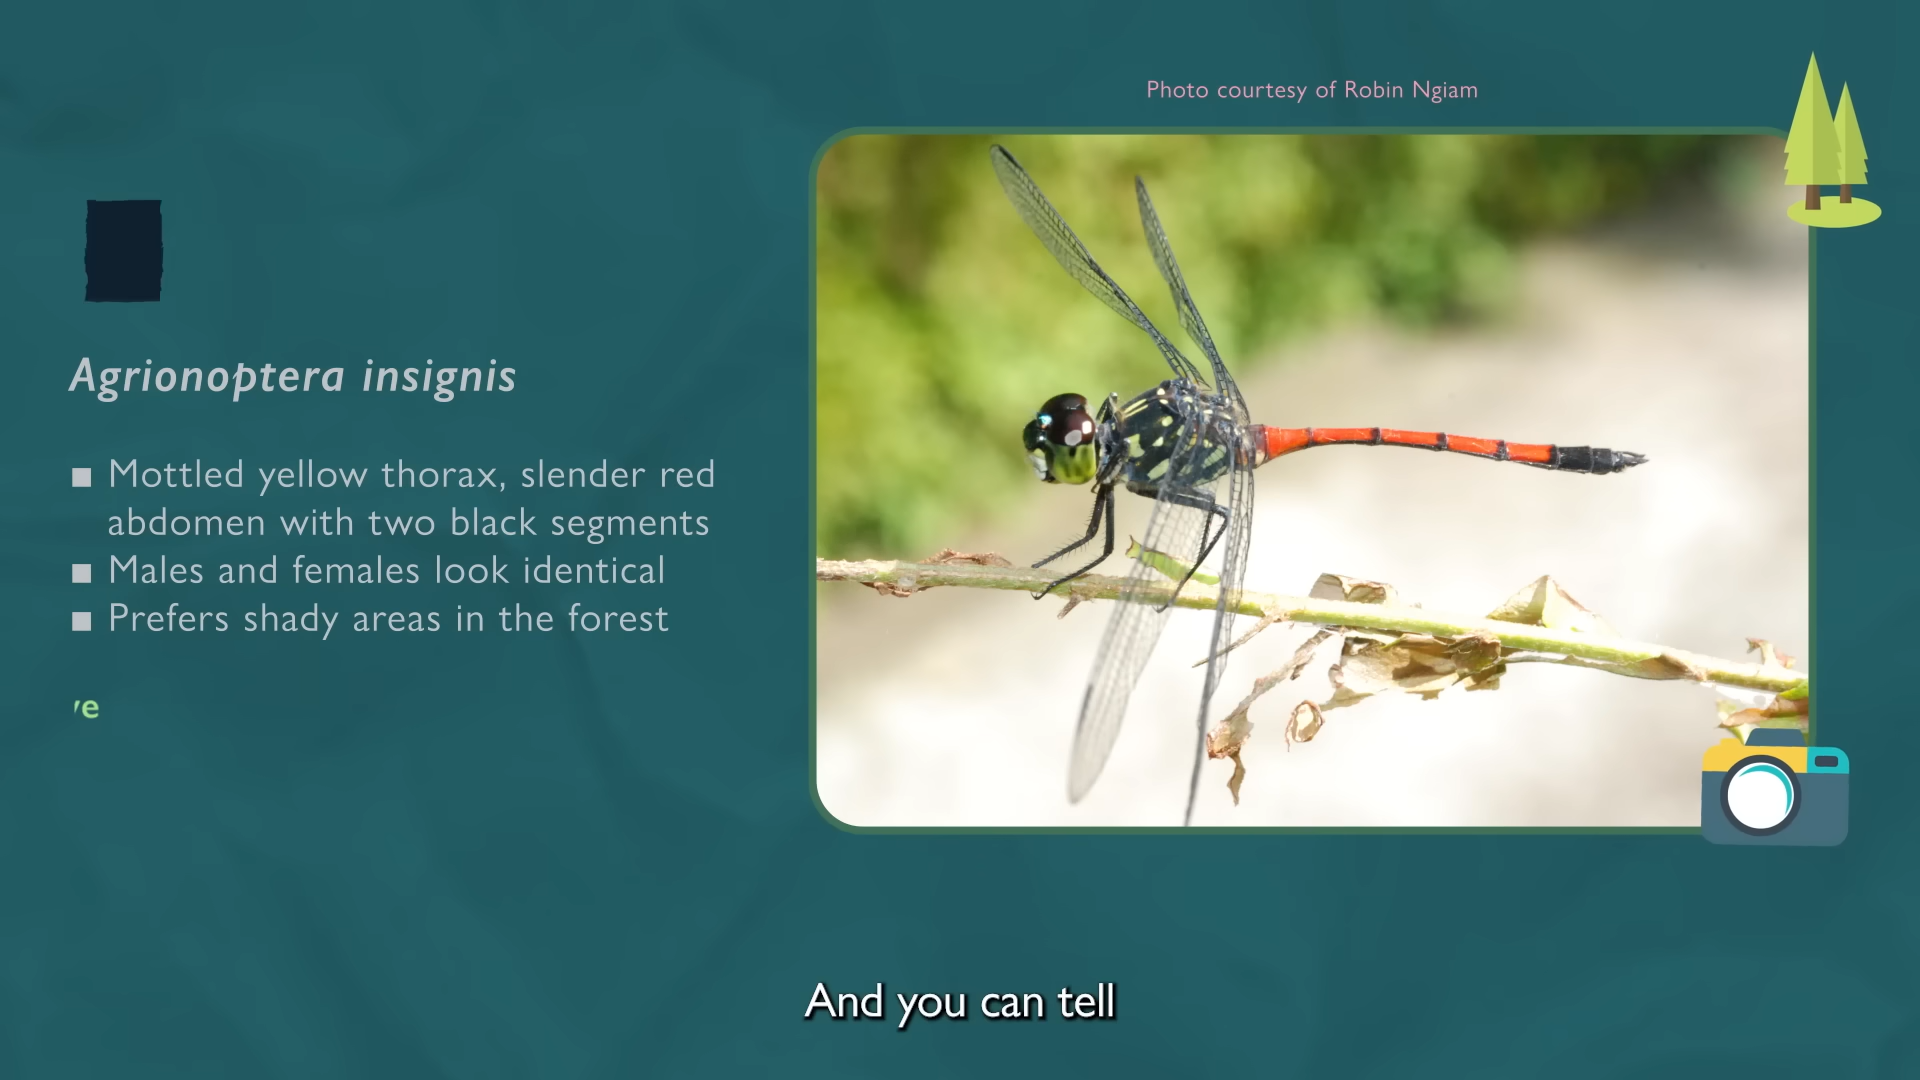 Photo courtesy of Robin Ngiam
Agrionoptera insignis
■ Mottled yellow thorax, slender red
abdomen with two black segments
■ Males and females look identical
■ Prefers shady areas in the forest
And you can tell